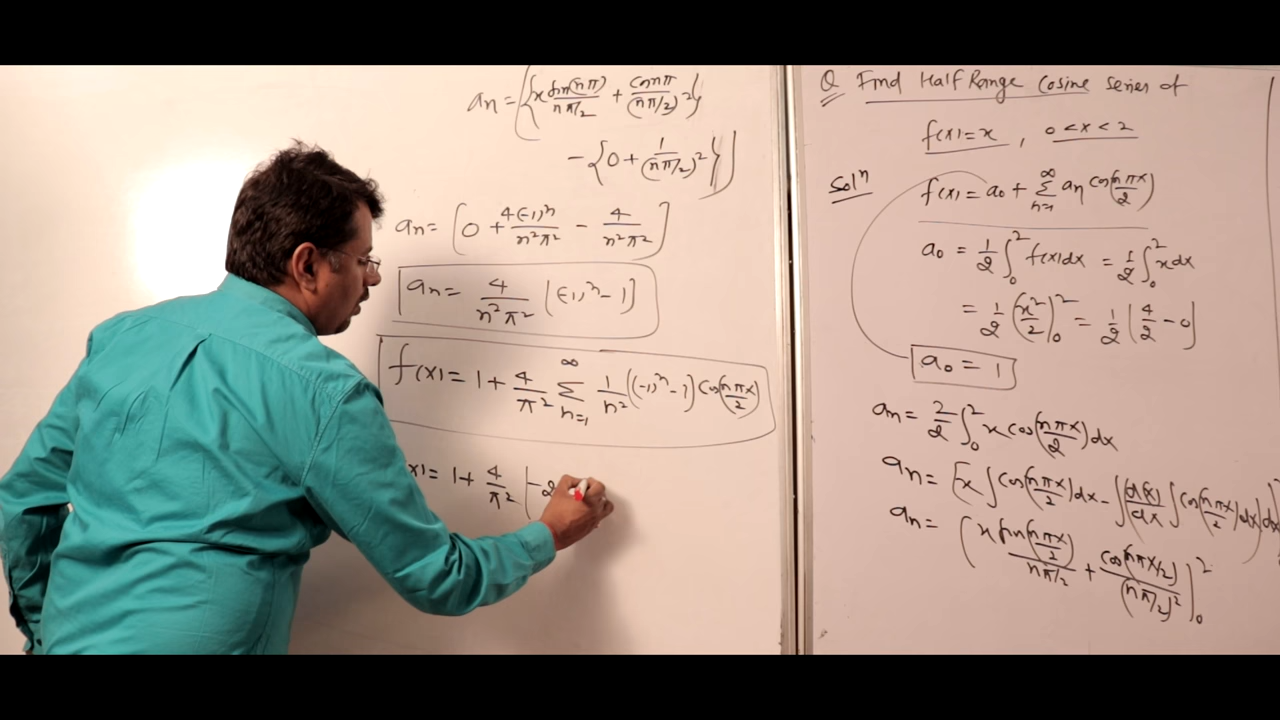 Q Find Half Range Cosine series of
f(x) = x , 0 < x < 2
Solⁿ
f(x) = a₀ + ∑_{n=1}^{∞} aₙ cos(nπx/2)
a₀ = 1/2 ∫₀² f(x) dx = 1/2 ∫₀² x dx
= 1/2 [x²/2]₀² = 1/2 [4/2 - 0]
a₀ = 1
aₙ = 2/2 ∫₀² x cos(nπx/2) dx
aₙ = [x ∫ cos(nπx/2) dx - ∫(d(x)/dx ∫ cos(nπx/2) dx) dx]
aₙ = [x sin(nπx/2)/(nπ/2) + cos(nπx/2)/(nπ/2)²]₀²
aₙ = [{x sin(nπ)/(nπ/2) + cos nπ/(nπ/2)²}
- {0 + 1/(nπ/2)²}]
aₙ = [0 + 4(-1)ⁿ/n²π² - 4/n²π²]
aₙ = 4/n²π² [(-1)ⁿ - 1]
f(x) = 1 + 4/π² ∑_{n=1}^{∞} 1/n² [(-1)ⁿ - 1] cos(nπx/2)
x) = 1 + 4/π² [-2